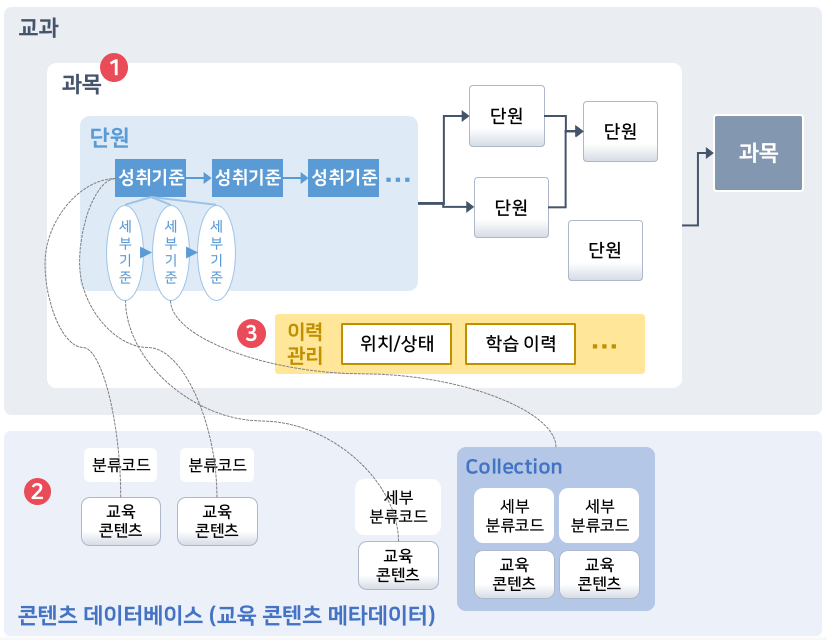 교과
과목
1
단원
성취기준
성취기준
성취기준
...
세
부
기
준
세
부
기
준
세
부
기
준
단원
단원
단원
단원
과목
3
이력
관리
위치/상태
학습 이력
...
2
분류코드
교육
콘텐츠
분류코드
교육
콘텐츠
세부
분류코드
교육
콘텐츠
Collection
세부
분류코드
세부
분류코드
교육
콘텐츠
교육
콘텐츠
콘텐츠 데이터베이스 (교육 콘텐츠 메타데이터)